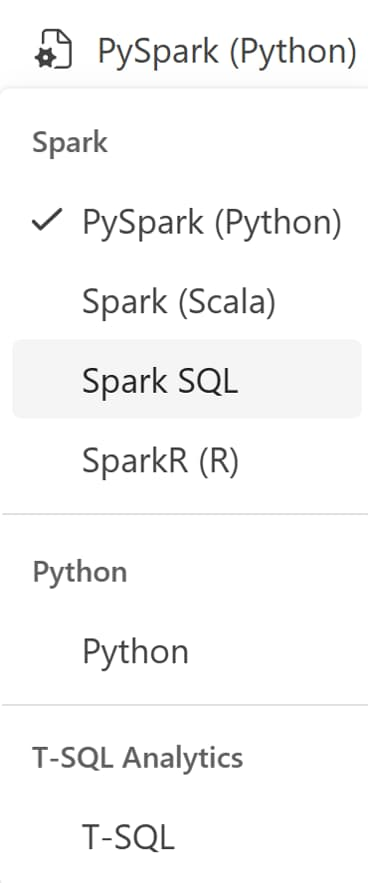 PySpark (Python)
Spark
PySpark (Python)
Spark (Scala)
Spark SQL
SparkR (R)
Python
Python
T-SQL Analytics
T-SQL